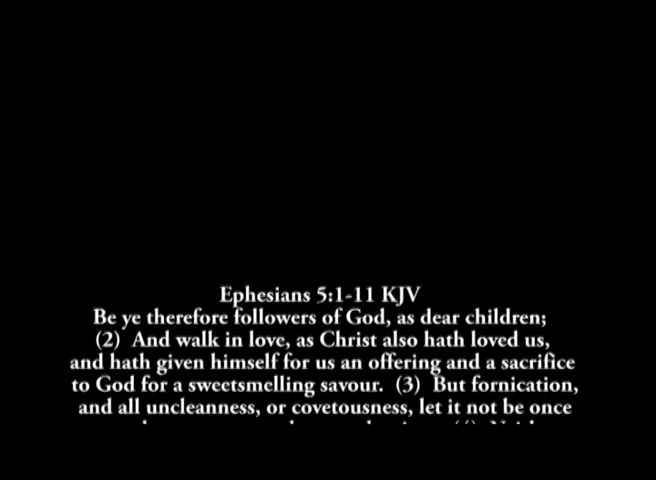 Ephesians 5:1-11 KJV
Be ye therefore followers of God, as dear children;
(2) And walk in love, as Christ also hath loved us,
and hath given himself for us an offering and a sacrifice
to God for a sweetsmelling savour. (3) But fornication,
and all uncleanness, or covetousness, let it not be once